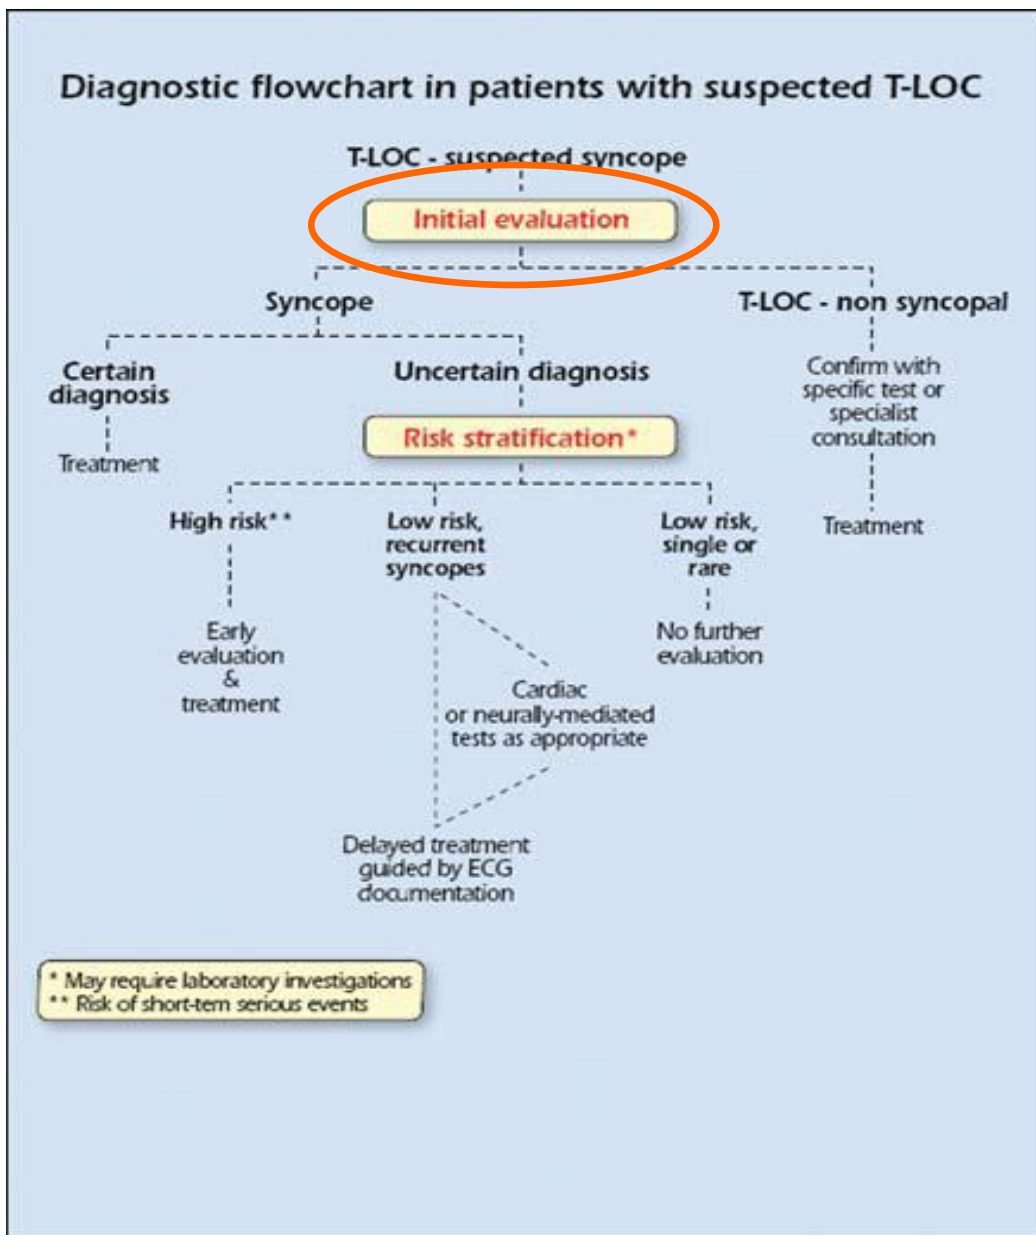 Diagnostic flowchart in patients with suspected T-LOC
T-LOC - suspected syncope
Initial evaluation
Syncope
T-LOC - non syncopal
Certain
diagnosis
Uncertain diagnosis
Confirm with
specific test or
specialist
consultation
Treatment
Risk stratification*
High risk**
Low risk,
recurrent
syncopes
Low risk,
single or
rare
Treatment
Early
evaluation
&
treatment
No further
evaluation
Cardiac
or neurally-mediated
tests as appropriate
Delayed treatment
guided by ECG
documentation
* May require laboratory investigations
** Risk of short-tem serious events